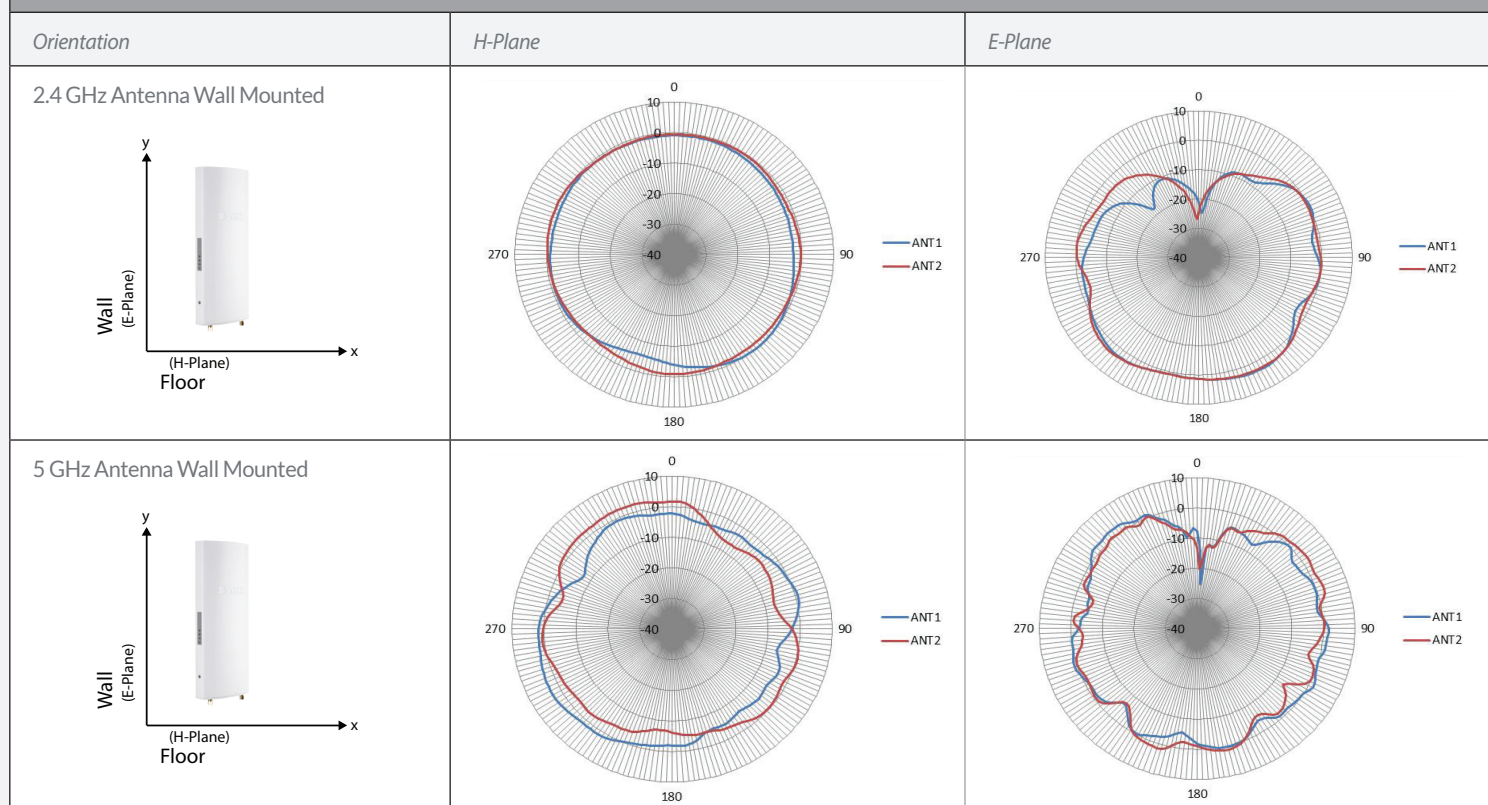 Orientation
H-Plane
E-Plane
2.4 GHz Antenna Wall Mounted
y
Wall
(E-Plane)
x
(H-Plane)
Floor
0
10
0
-10
-20
-30
-40
270
90
180
ANT1
ANT2
0
10
0
-10
-20
-30
-40
270
90
180
ANT1
ANT2
5 GHz Antenna Wall Mounted
y
Wall
(E-Plane)
x
(H-Plane)
Floor
0
10
0
-10
-20
-30
-40
270
90
180
ANT1
ANT2
0
10
0
-10
-20
-30
-40
270
90
180
ANT1
ANT2